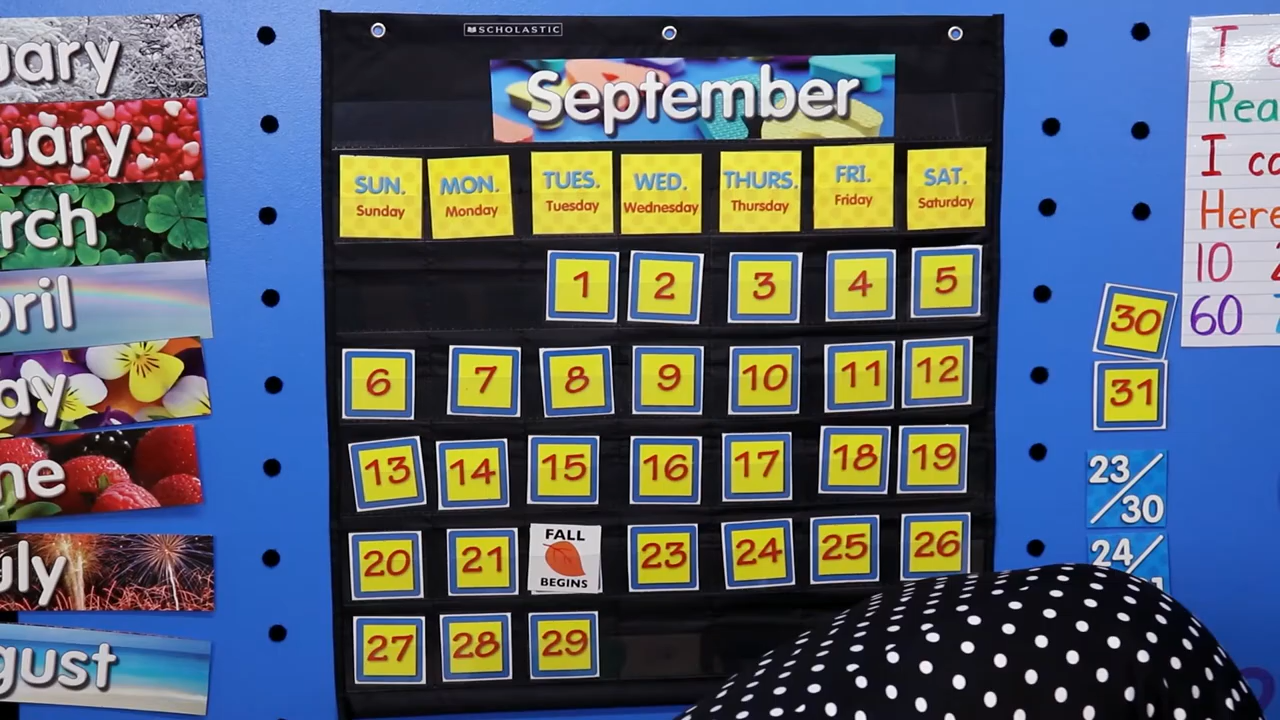 SCHOLASTIC
September
SUN. MON. TUES. WED. THURS. FRI. SAT.
Sunday Monday Tuesday Wednesday Thursday Friday Saturday
1 2 3 4 5
6 7 8 9 10 11 12
13 14 15 16 17 18 19
20 21 FALL BEGINS 23 24 25 26
27 28 29
uary
uary
rch
pril
ay
ne
uly
gust
30
31
23/30
24/
I
Rea
I ca
Here
10
60